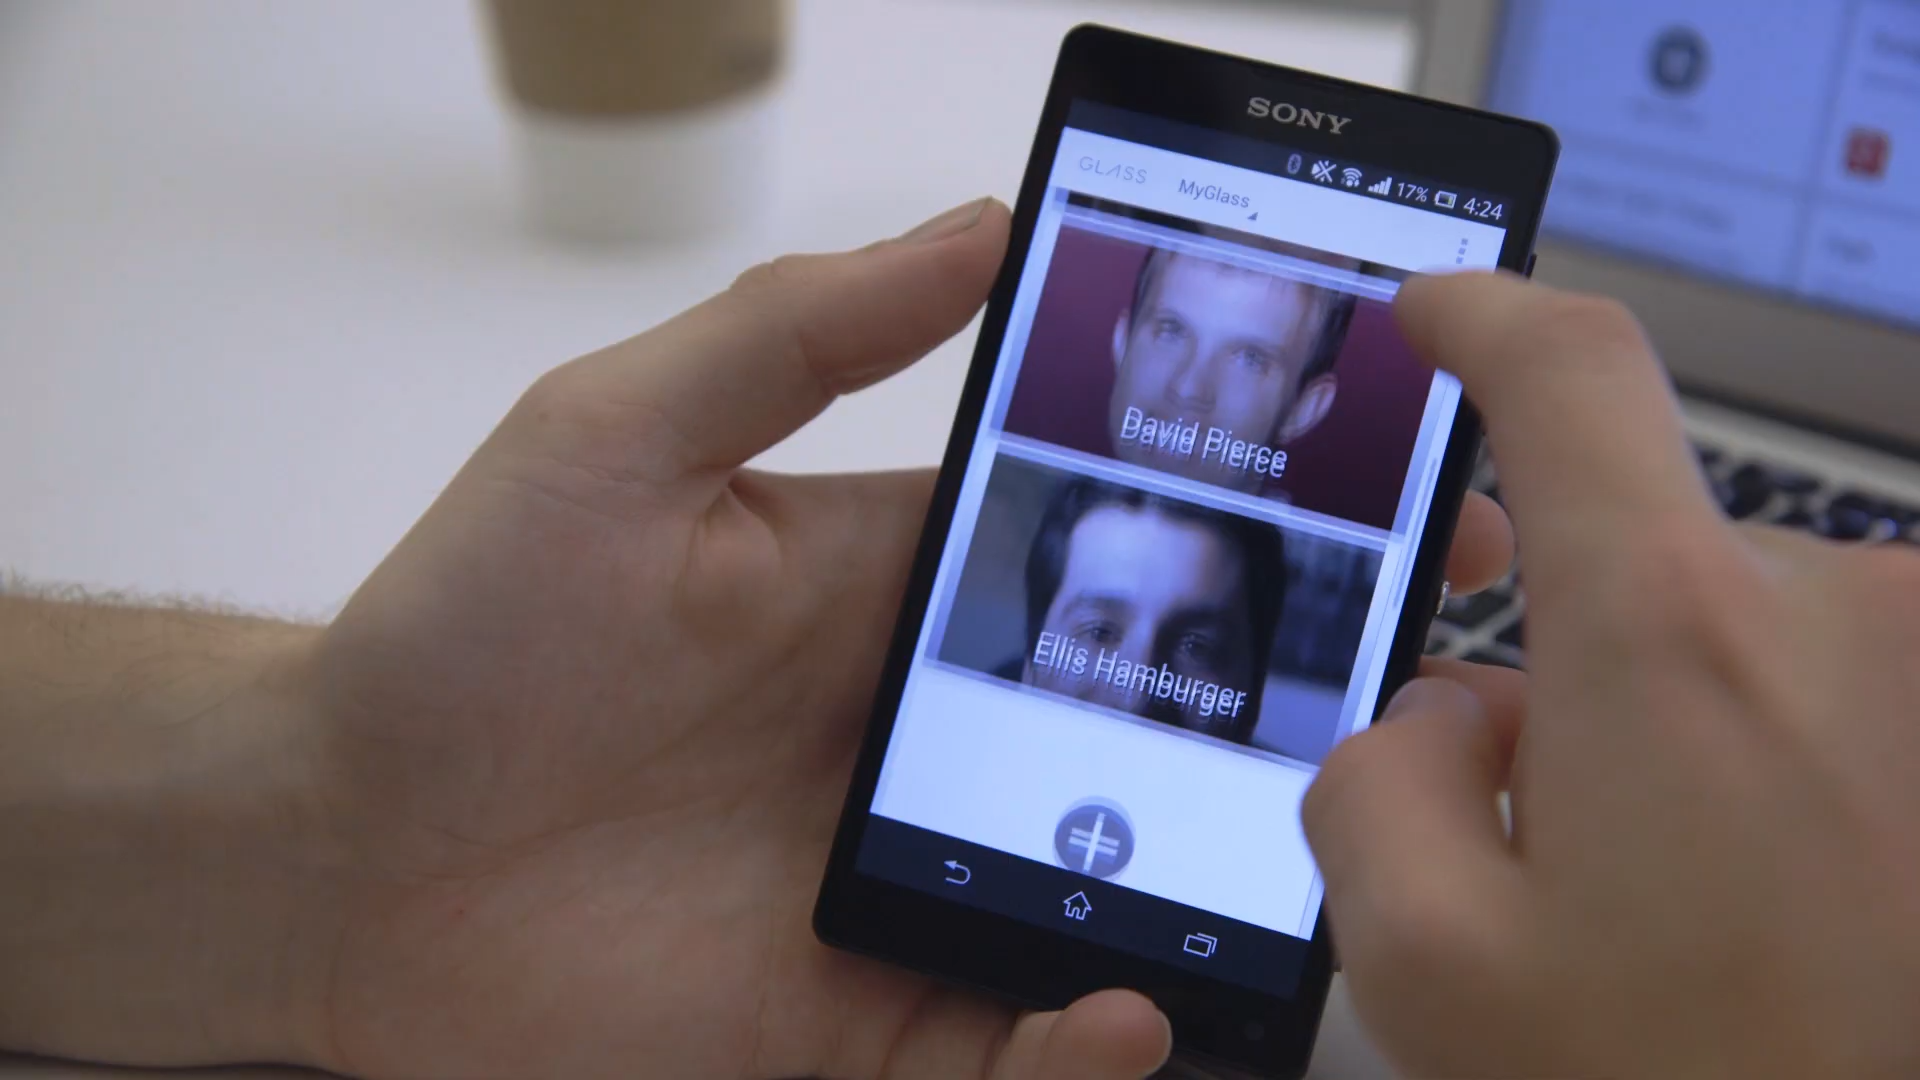 SONY
17% 4:24
GLASS MyGlass
David Pierce
Ellis Hamburger